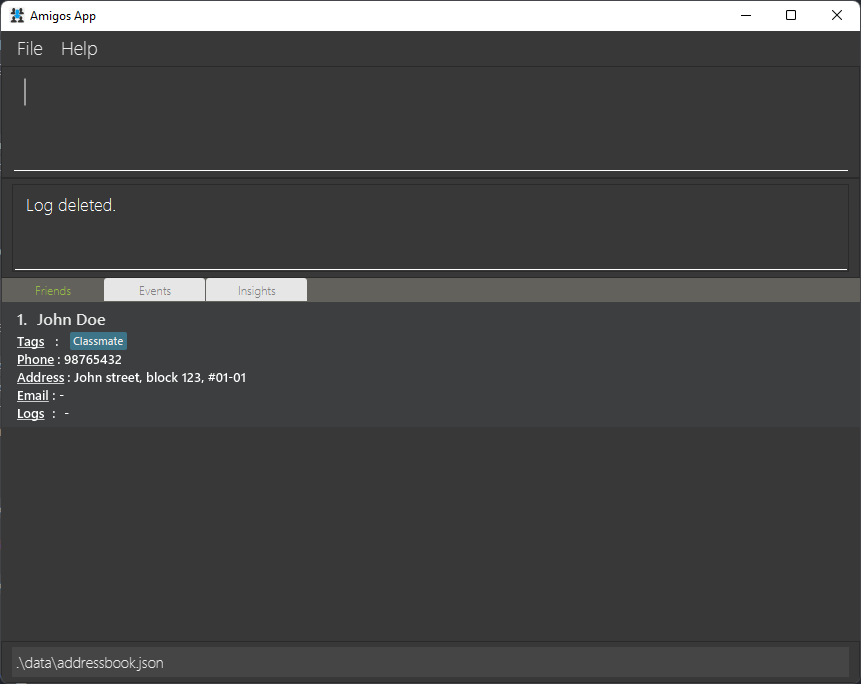 Amigos App
File Help
Log deleted.
Friends Events Insights
1. John Doe
Tags : Classmate
Phone : 98765432
Address : John street, block 123, #01-01
Email : -
Logs : -
.\data\addressbook.json